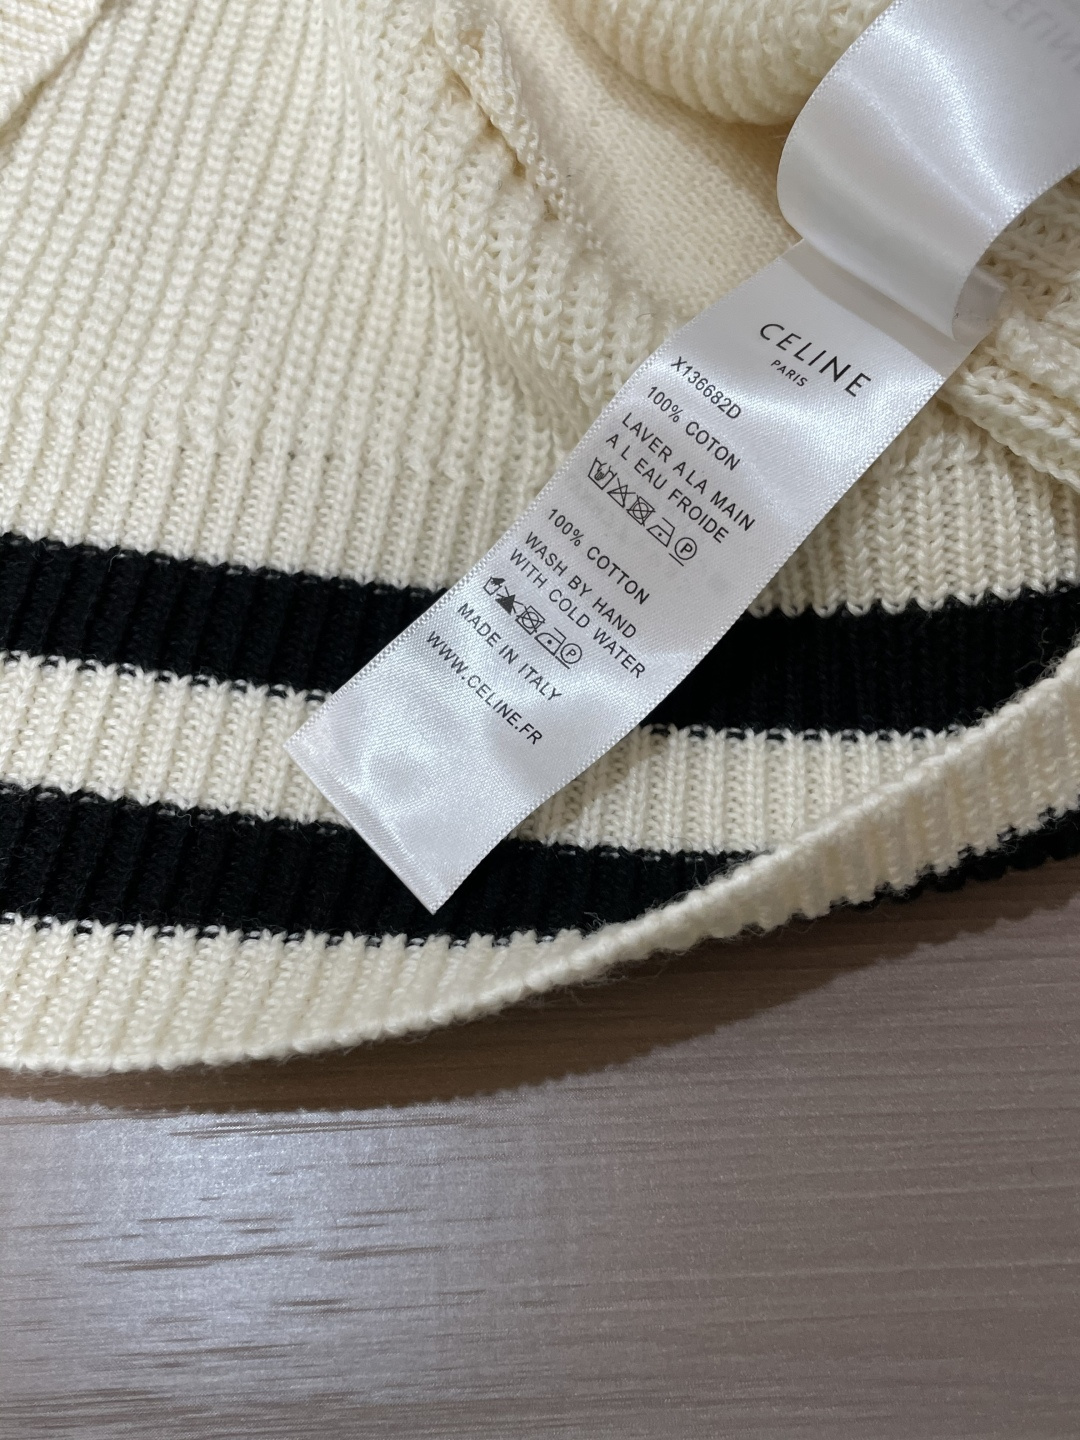 CELINE
PARIS
X136682D
100% COTON
LAVER A LA MAIN
A L EAU FROIDE
P
100% COTTON
WASH BY HAND
WITH COLD WATER
P
MADE IN ITALY
WWW.CELINE.FR